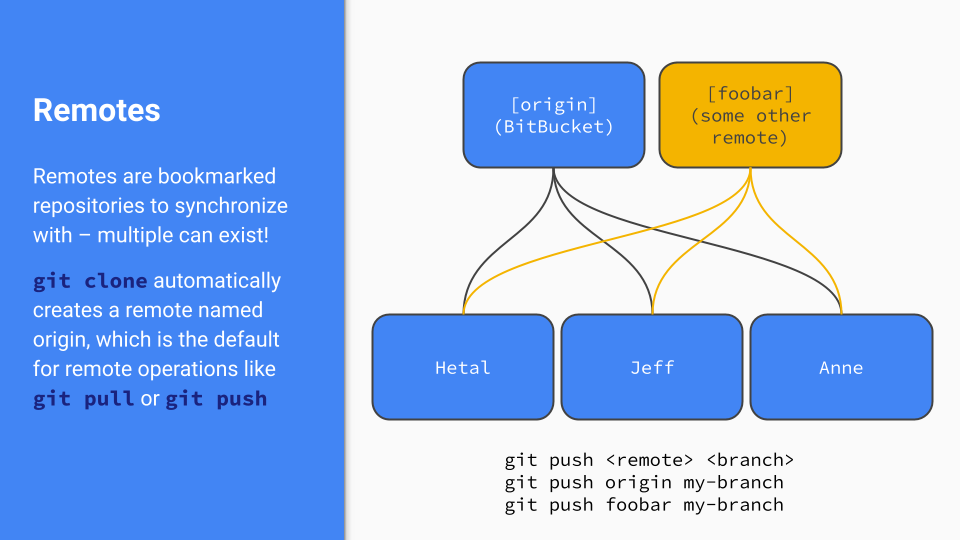 Remotes
Remotes are bookmarked
repositories to synchronize
with – multiple can exist!
git clone automatically
creates a remote named
origin, which is the default
for remote operations like
git pull or git push
[origin]
(BitBucket)
[foobar]
(some other
remote)
Hetal
Jeff
Anne
git push <remote> <branch>
git push origin my-branch
git push foobar my-branch